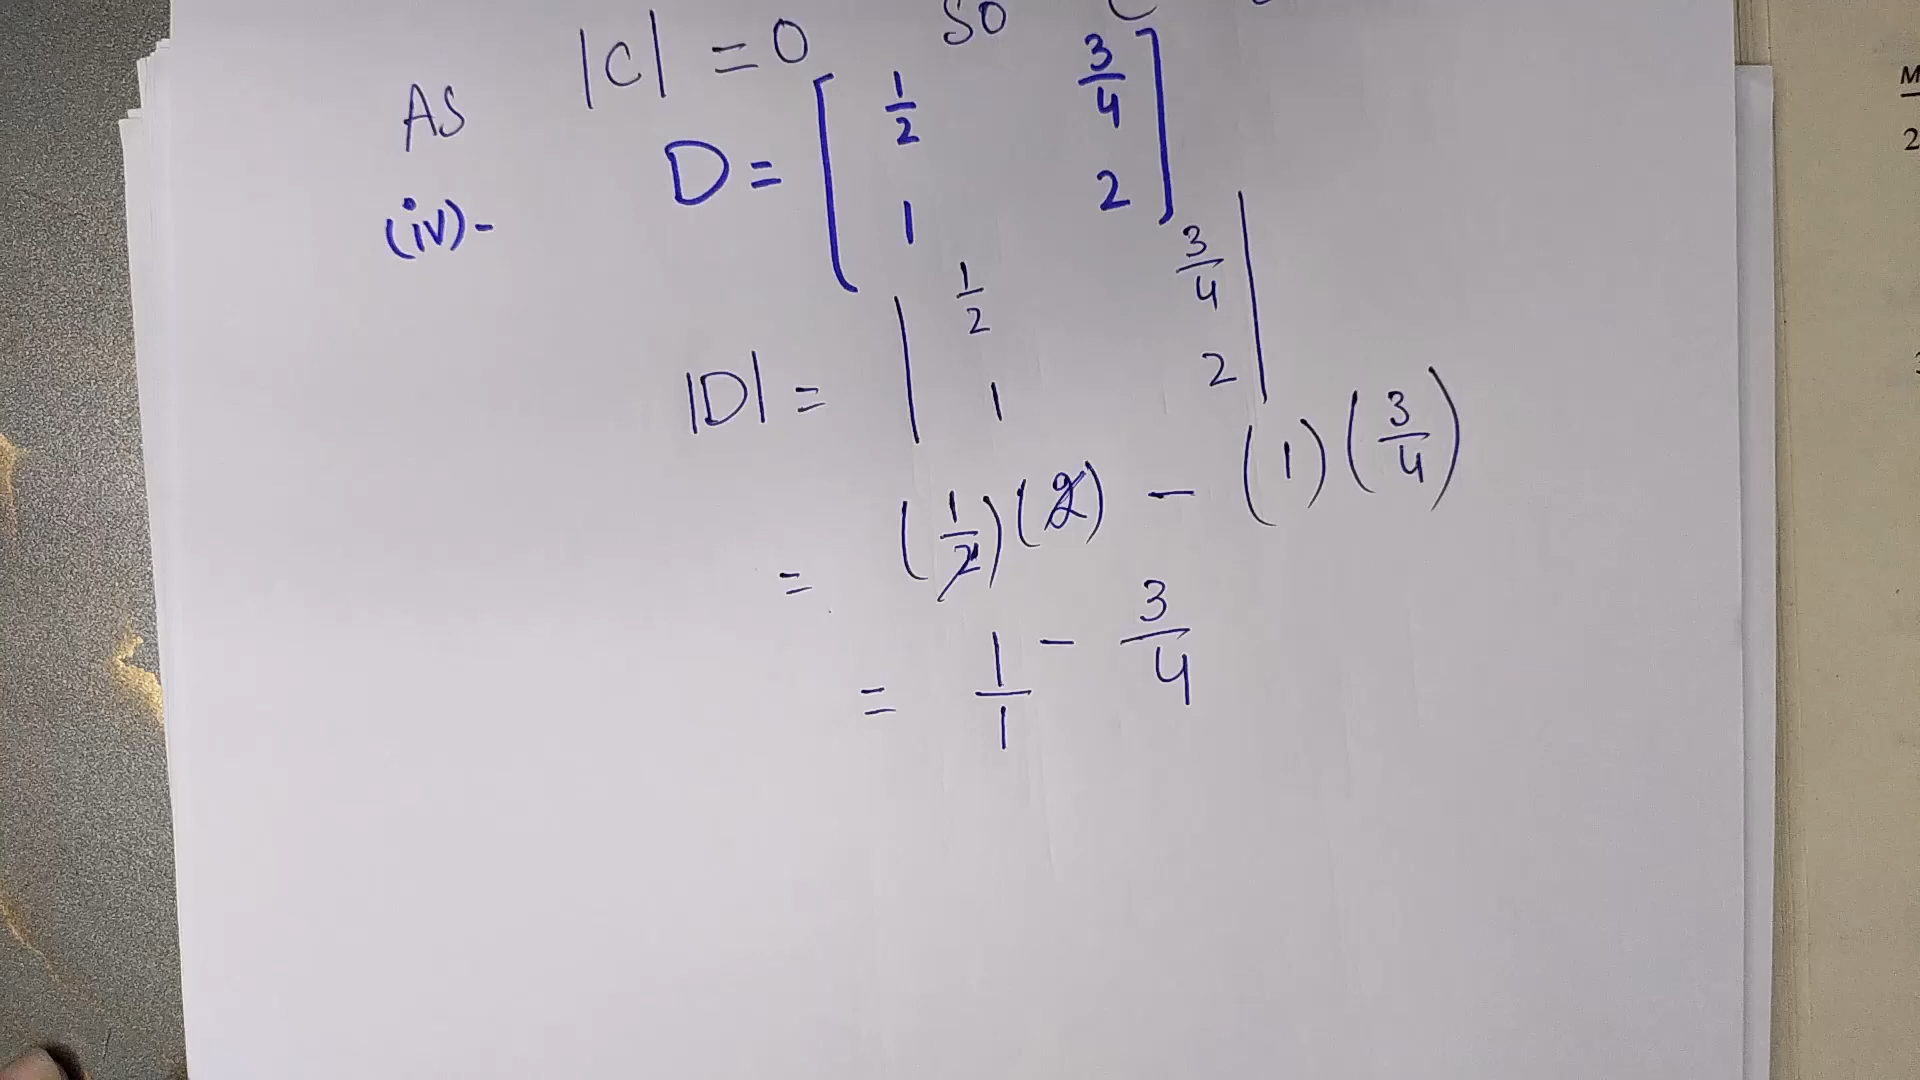 As |C| = 0 so
(iv)- D = [ 1/2 3/4
1 2 ]
|D| = | 1/2 3/4
1 2 |
= (1/2)(2) - (1)(3/4)
= 1/1 - 3/4
M
2